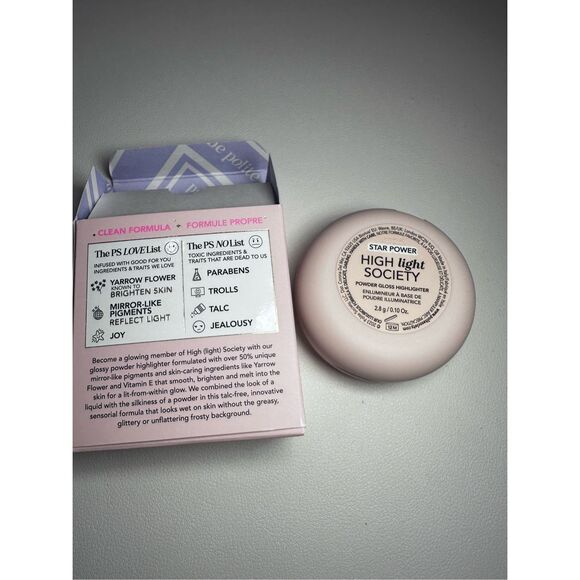 be polite
• CLEAN FORMULA + FORMULE PROPRE
The PS LOVE List
INFUSED WITH GOOD FOR YOU
INGREDIENTS & TRAITS WE LOVE
YARROW FLOWER
KNOWN TO
BRIGHTEN SKIN
MIRROR-LIKE
PIGMENTS
REFLECT LIGHT
JOY
The PS NO List
TOXIC INGREDIENTS &
TRAITS THAT ARE DEAD TO US
PARABENS
TROLLS
TALC
JEALOUSY
Become a glowing member of High (light) Society with our
glossy powder highlighter formulated with over 50% unique
mirror-like pigments and skin-caring ingredients like Yarrow
Flower and Vitamin E that smooth, brighten and melt into the
skin for a lit-from-within glow. We combined the look of a
liquid with the silkiness of a powder in this talc-free, innovative
sensorial formula that looks wet on skin without the greasy,
glittery or unflattering frosty background.
STAR POWER
HIGH light
SOCIETY
POWDER GLOSS HIGHLIGHTER
ENLUMINEUR À BASE DE
POUDRE ILLUMINATRICE
2.8 g / 0.10 Oz.
12 M